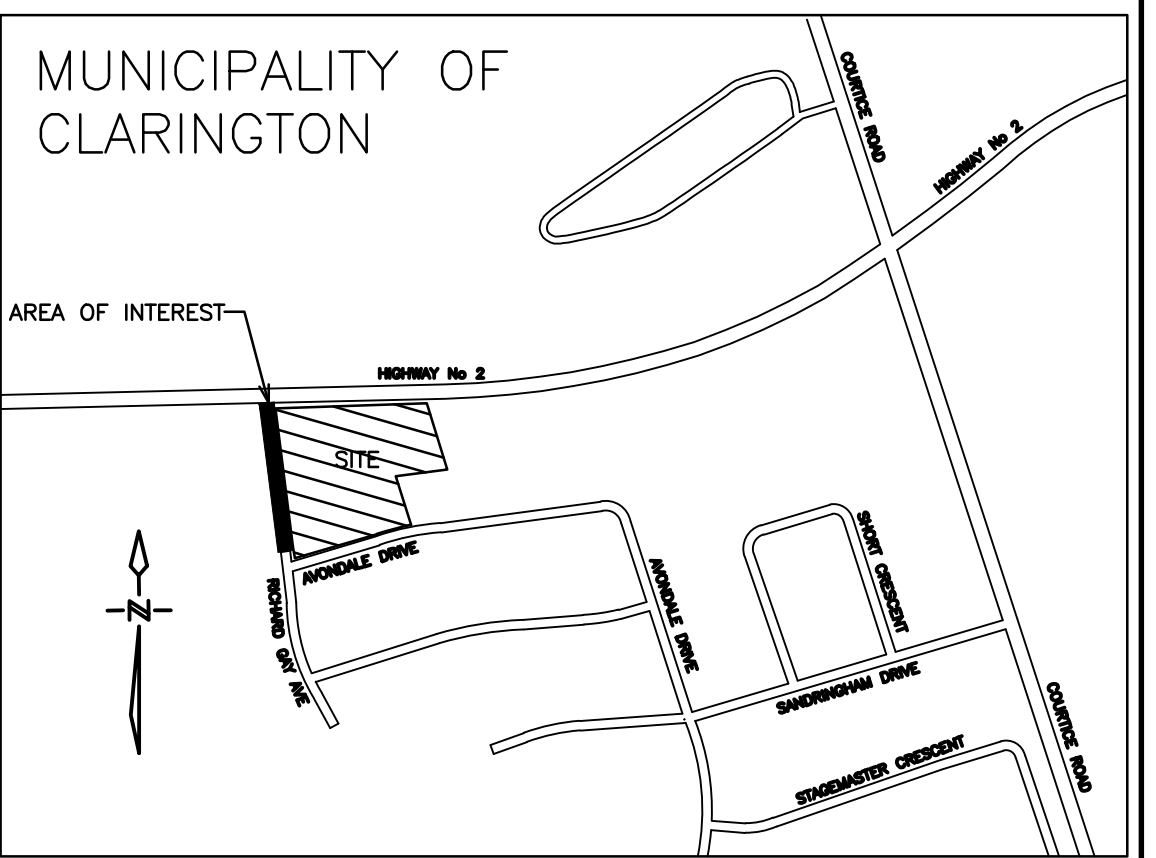 MUNICIPALITY OF
CLARINGTON
COURTICE ROAD
HIGHWAY No 2
AREA OF INTEREST
HIGHWAY No 2
SITE
AVONDALE DRIVE
SHORT CRESCENT
AVONDALE DRIVE
N
RICHARD GAY AVE
SANDRINGHAM DRIVE
COURTICE ROAD
STAGEMASTER CRESCENT